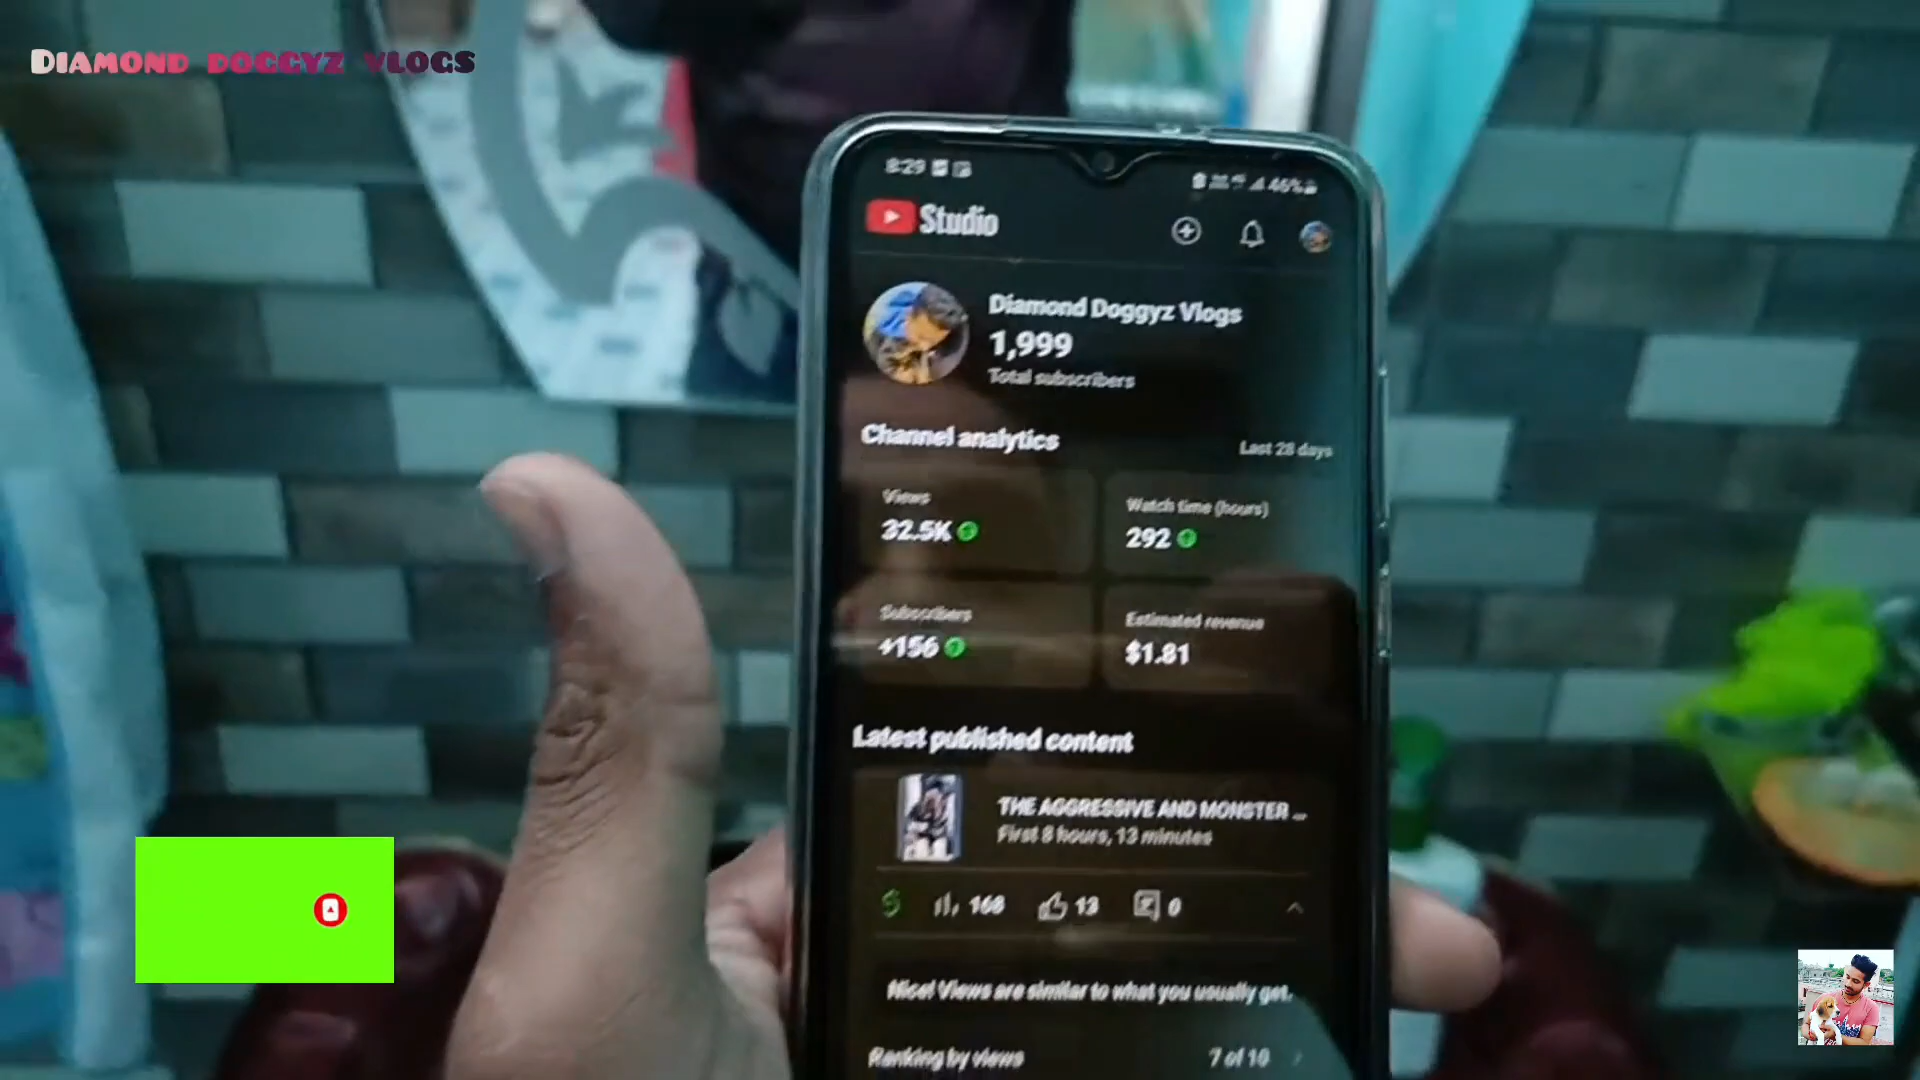 Diamond doggyz vlogs
8:29
46%
Studio
Diamond Doggyz Vlogs
1,999
Total subscribers
Channel analytics
Last 28 days
Views
32.5K
Watch time (hours)
292
Subscribers
+156
Estimated revenue
$1.81
Latest published content
THE AGGRESSIVE AND MONSTER ...
First 8 hours, 13 minutes
168 13 0
Nice! Views are similar to what you usually get.
Ranking by views
7 of 10